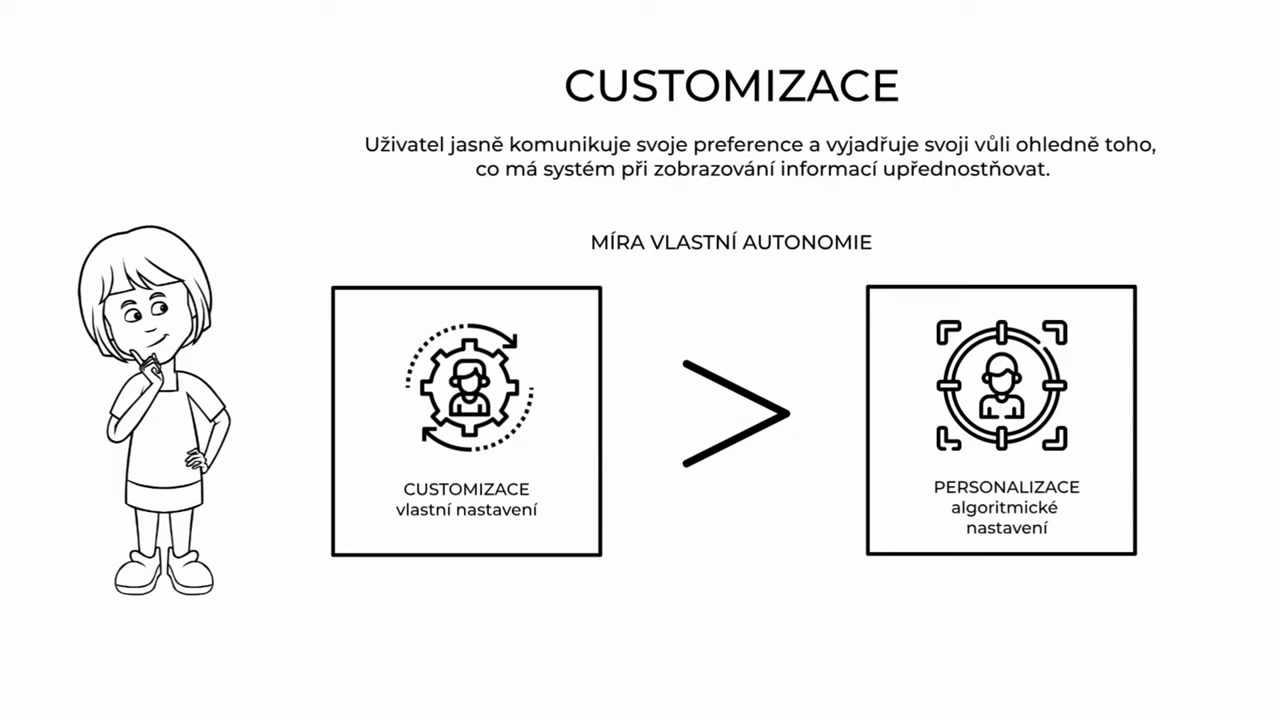 CUSTOMIZACE
Uživatel jasně komunikuje svoje preference a vyjadřuje svoji vůli ohledně toho,
co má systém při zobrazování informací upřednostňovat.
MÍRA VLASTNÍ AUTONOMIE
CUSTOMIZACE
vlastní nastavení
>
PERSONALIZACE
algoritmické
nastavení